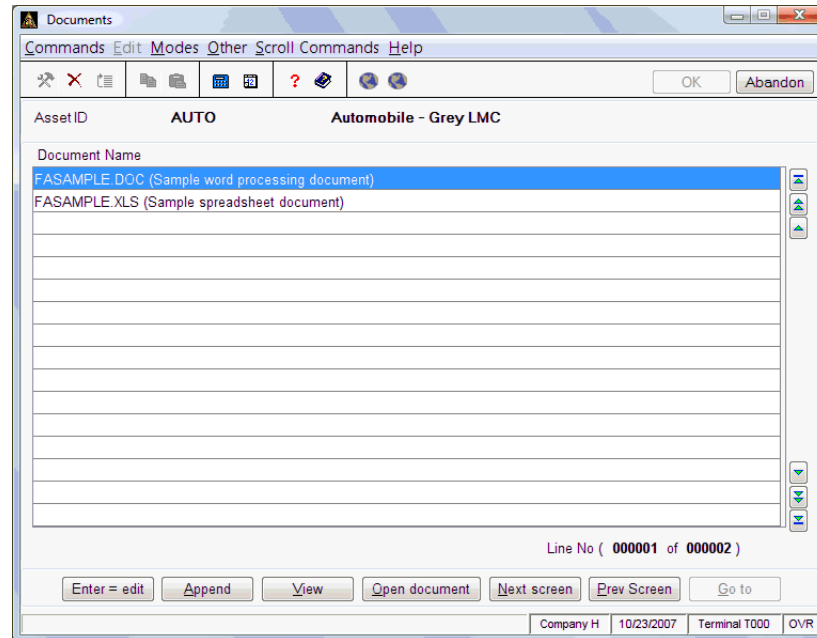 Documents
Commands Edit Modes Other Scroll Commands Help
OK Abandon
Asset ID AUTO Automobile - Grey LMC
Document Name
FASAMPLE.DOC (Sample word processing document)
FASAMPLE.XLS (Sample spreadsheet document)
Line No ( 000001 of 000002 )
Enter = edit Append View Open document Next screen Prev Screen Go to
Company H 10/23/2007 Terminal T000 OVR